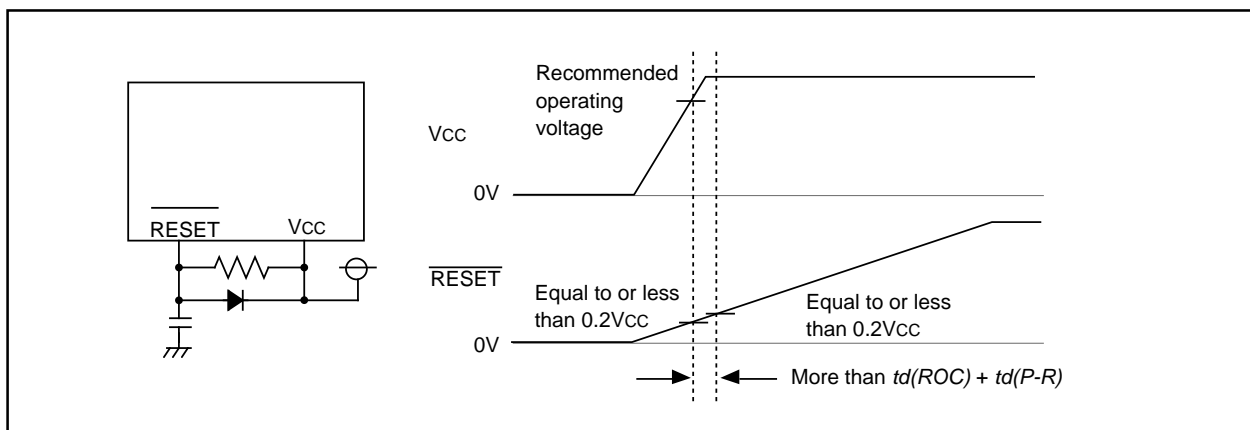 RESET
VCC
VCC
Recommended
operating
voltage
0V
RESET
Equal to or less
than 0.2VCC
0V
Equal to or less
than 0.2VCC
More than td(ROC) + td(P-R)